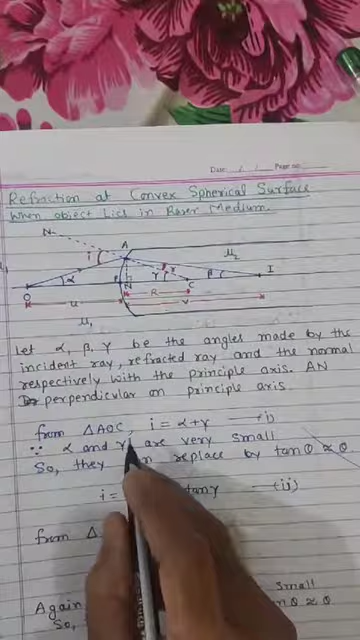 Date: / / Page no:
Refraction at Convex Spherical Surface
When object lies in Rarer Medium
N
A
i
μ2
r
α
γ
β
I
O
P
N
C
R
u
v
μ1
Let α, β, γ be the angles made by the
incident ray, refracted ray and the normal
respectively with the principle axis. AN
perpendicular on principle axis
from ΔAOC, i = α+γ —(i)
∵ α and γ are very small
So, they replace by tanθ ≈ θ
i = tanγ —(ii)
from Δ
Again small
So, tanθ ≈ θ